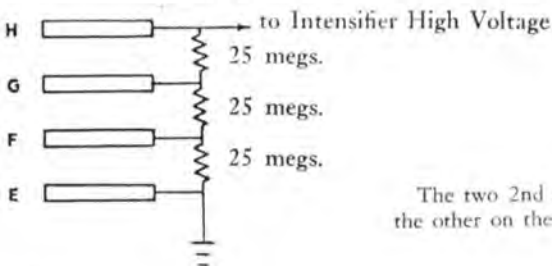 H
to Intensifier High Voltage
25 megs.
G
25 megs.
F
25 megs.
E
The two 2nd
the other on the